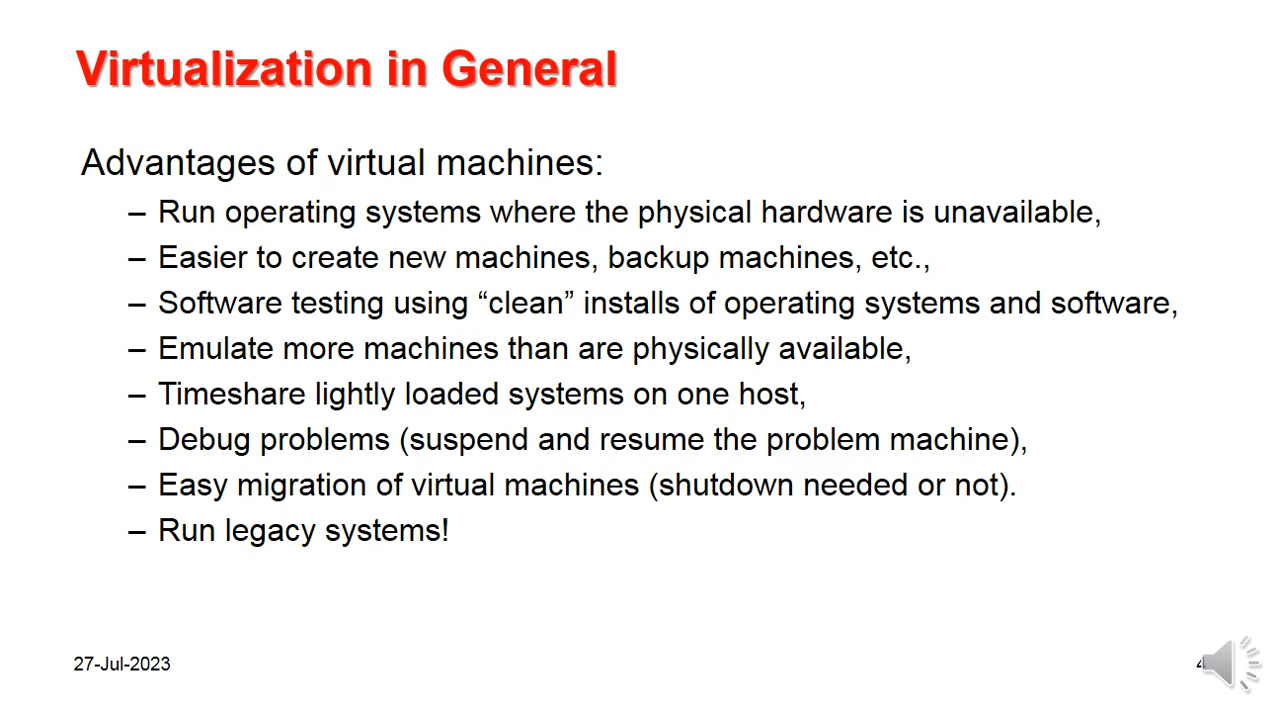 Virtualization in General
Advantages of virtual machines:
– Run operating systems where the physical hardware is unavailable,
– Easier to create new machines, backup machines, etc.,
– Software testing using “clean” installs of operating systems and software,
– Emulate more machines than are physically available,
– Timeshare lightly loaded systems on one host,
– Debug problems (suspend and resume the problem machine),
– Easy migration of virtual machines (shutdown needed or not).
– Run legacy systems!
27-Jul-2023
4